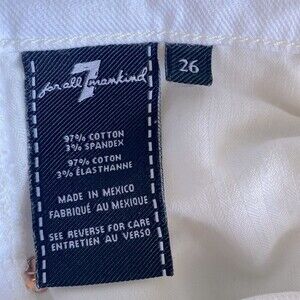 7
for all mankind
26
97% COTTON
3% SPANDEX
97% COTON
3% ÉLASTHANNE
MADE IN MEXICO
FABRIQUÉ AU MEXIQUE
SEE REVERSE FOR CARE
ENTRETIEN AU VERSO